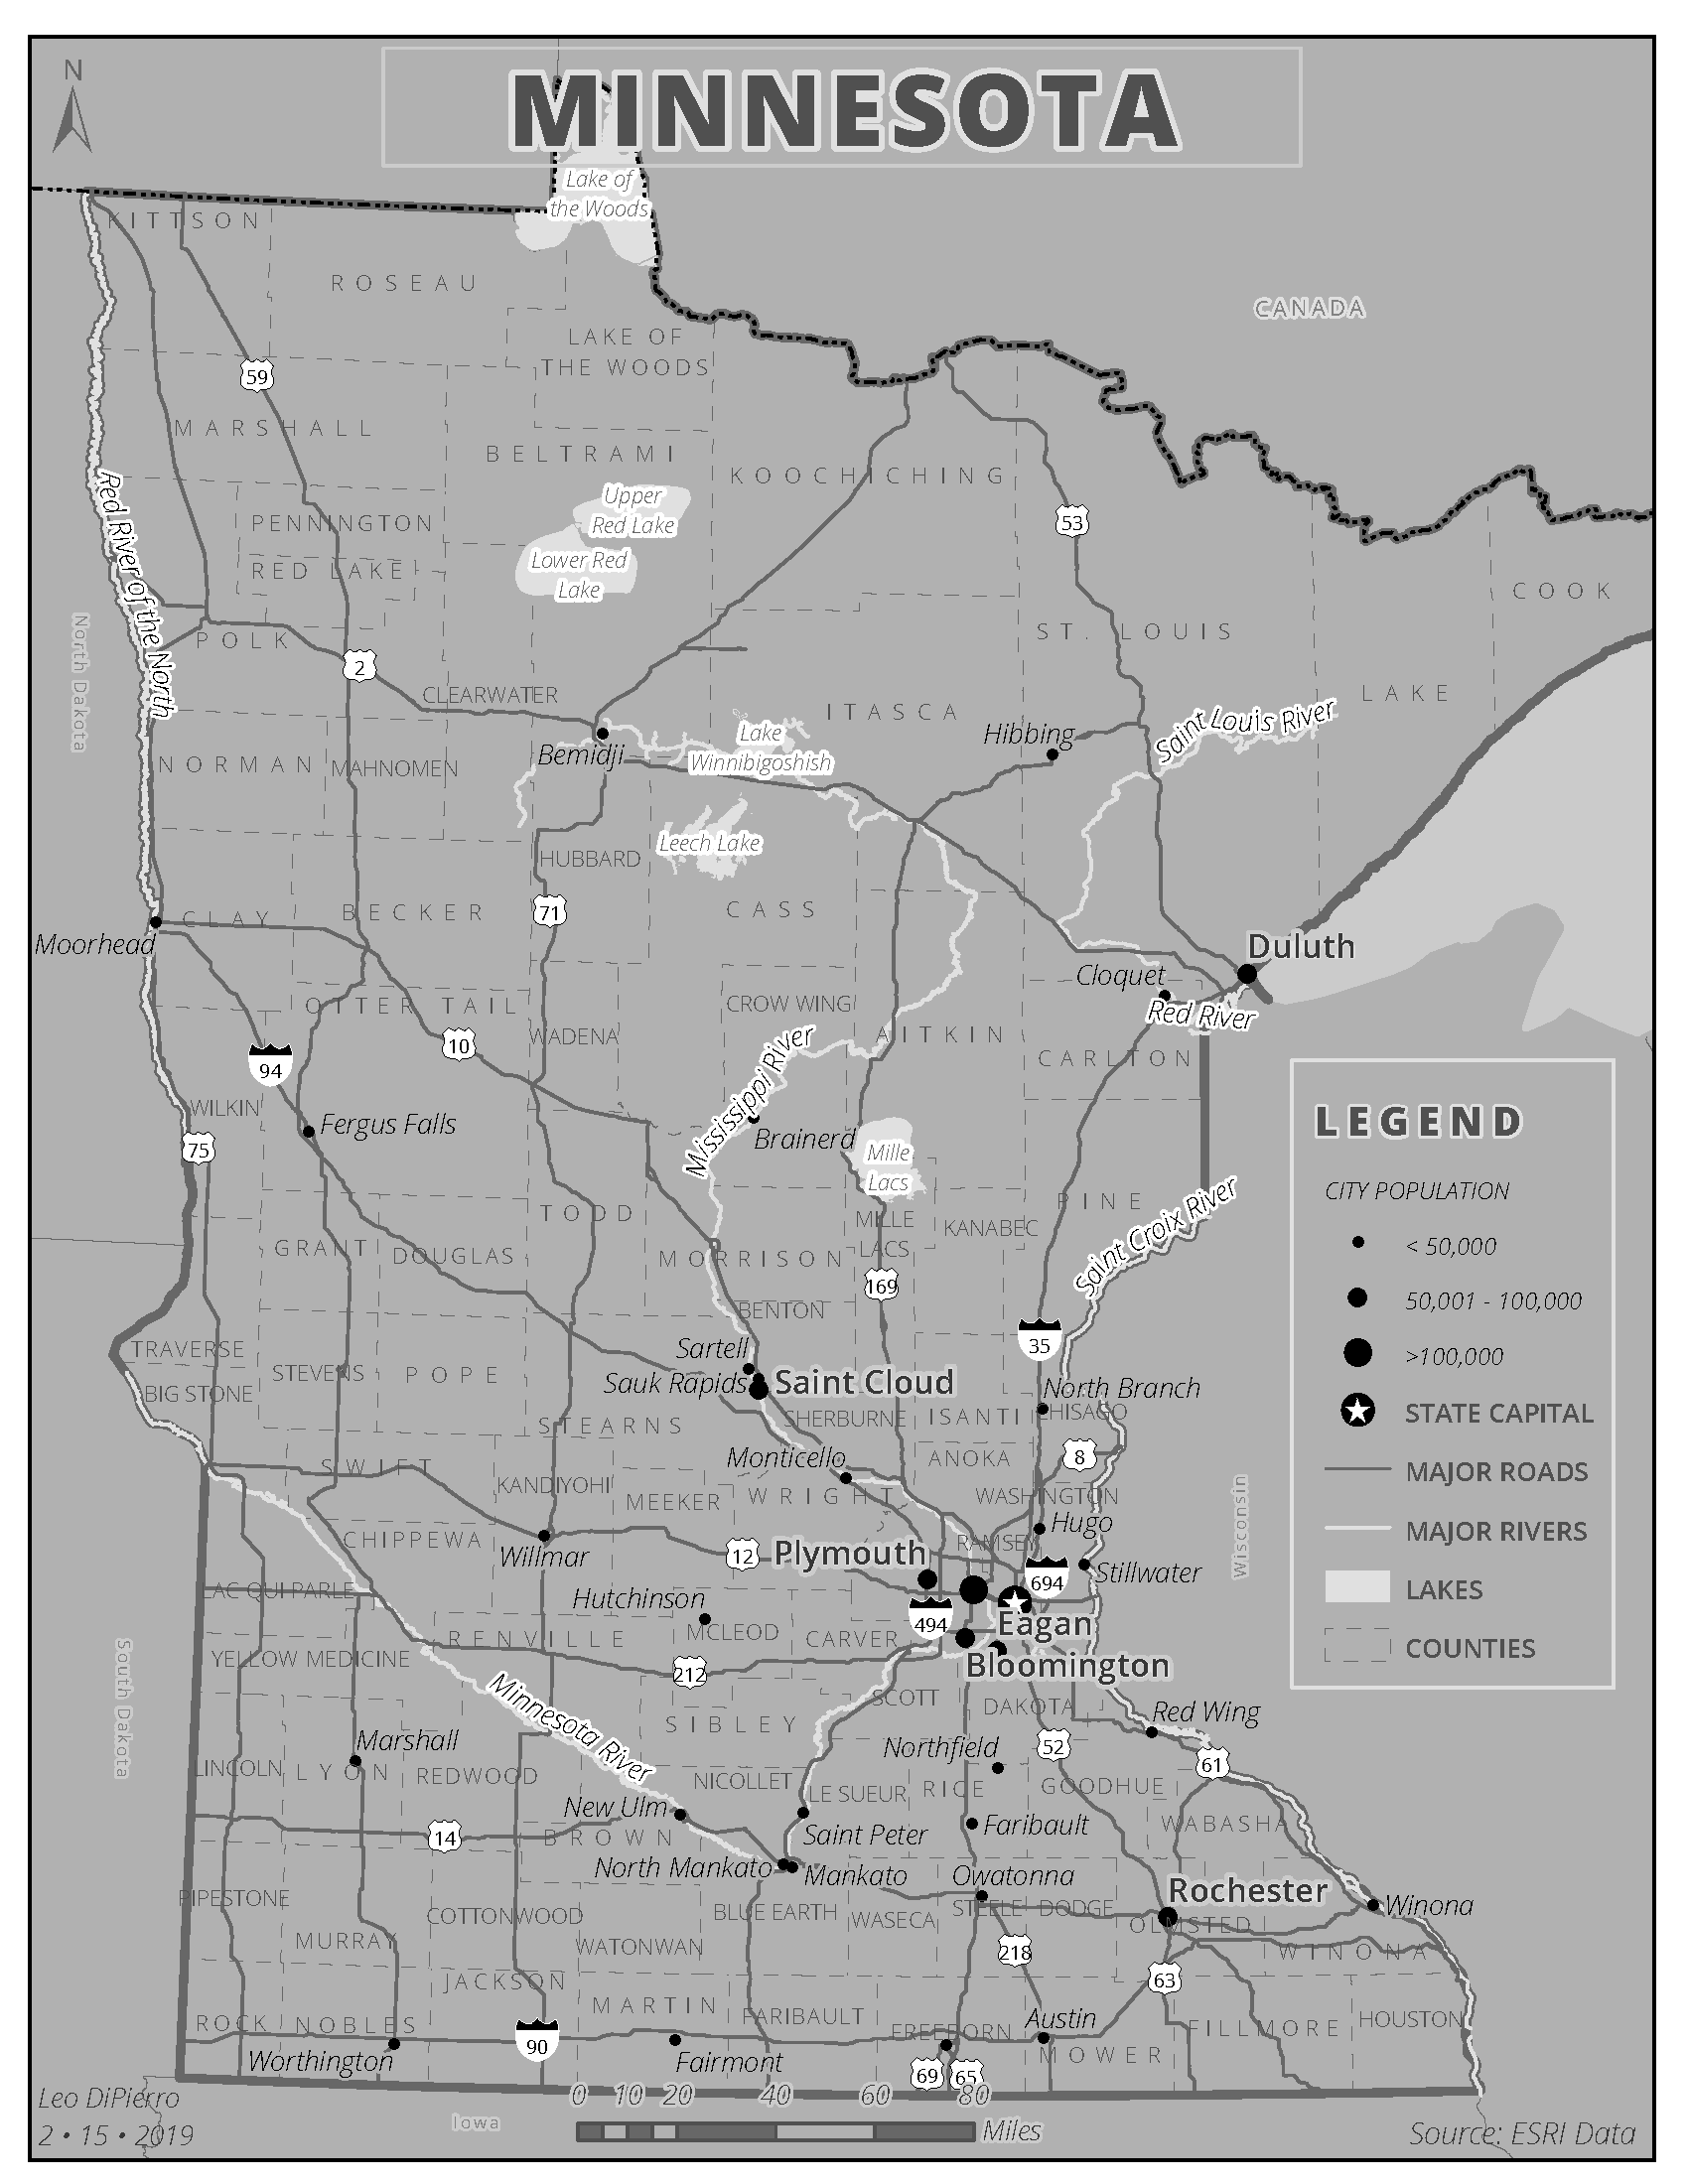 N
MINNESOTA
Lake of
the Woods
KITTSON
ROSEAU
CANADA
LAKE OF
THE WOODS
59
MARSHALL
BELTRAMI
KOOCHICHING
Upper
Red Lake
53
PENNINGTON
Red River of the North
Lower Red
Lake
RED LAKE
COOK
North Dakota
POLK
ST. LOUIS
2
CLEARWATER
LAKE
ITASCA
Saint Louis River
Lake
Winnibigoshish
Hibbing
Bemidji
NORMAN
MAHNOMEN
Leech Lake
HUBBARD
71
CLAY
BECKER
CASS
Moorhead
Duluth
Cloquet
OTTER TAIL
CROW WING
Red River
10
WADENA
AITKIN
Mississippi River
CARLTON
94
WILKIN
Fergus Falls
75
Brainerd
Mille
Lacs
LEGEND
CITY POPULATION
< 50,000
50,001 - 100,000
>100,000
STATE CAPITAL
MAJOR ROADS
MAJOR RIVERS
LAKES
COUNTIES
PINE
Saint Croix River
TODD
MILLE
LACS
KANABEC
GRANT
DOUGLAS
MORRISON
169
BENTON
35
TRAVERSE
Sartell
STEVENS
POPE
Sauk Rapids
Saint Cloud
North Branch
BIG STONE
STEARNS
SHERBURNE
ISANTI
CHISAGO
8
Monticello
ANOKA
SWIFT
KANDIYOHI
MEEKER
WRIGHT
WASHINGTON
Wisconsin
Hugo
CHIPPEWA
Willmar
12
Plymouth
RAMSEY
694
Stillwater
LAC QUI PARLE
Hutchinson
494
Eagan
RENVILLE
MCLEOD
CARVER
YELLOW MEDICINE
212
Bloomington
South Dakota
Minnesota River
SCOTT
DAKOTA
Red Wing
SIBLEY
Marshall
Northfield
52
61
LINCOLN
LYON
REDWOOD
NICOLLET
LE SUEUR
RICE
GOODHUE
New Ulm
14
BROWN
Saint Peter
Faribault
WABASHA
North Mankato
Mankato
Owatonna
Rochester
PIPESTONE
COTTONWOOD
BLUE EARTH
WASECA
STEELE
DODGE
OLMSTED
Winona
MURRAY
WATONWAN
218
WINONA
JACKSON
63
MARTIN
FARIBAULT
Austin
ROCK
NOBLES
90
FREEBORN
FILLMORE
HOUSTON
Worthington
Fairmont
MOWER
69
65
0 10 20 40 60 80
Miles
Leo DiPierro
2 • 15 • 2019
Iowa
Source: ESRI Data